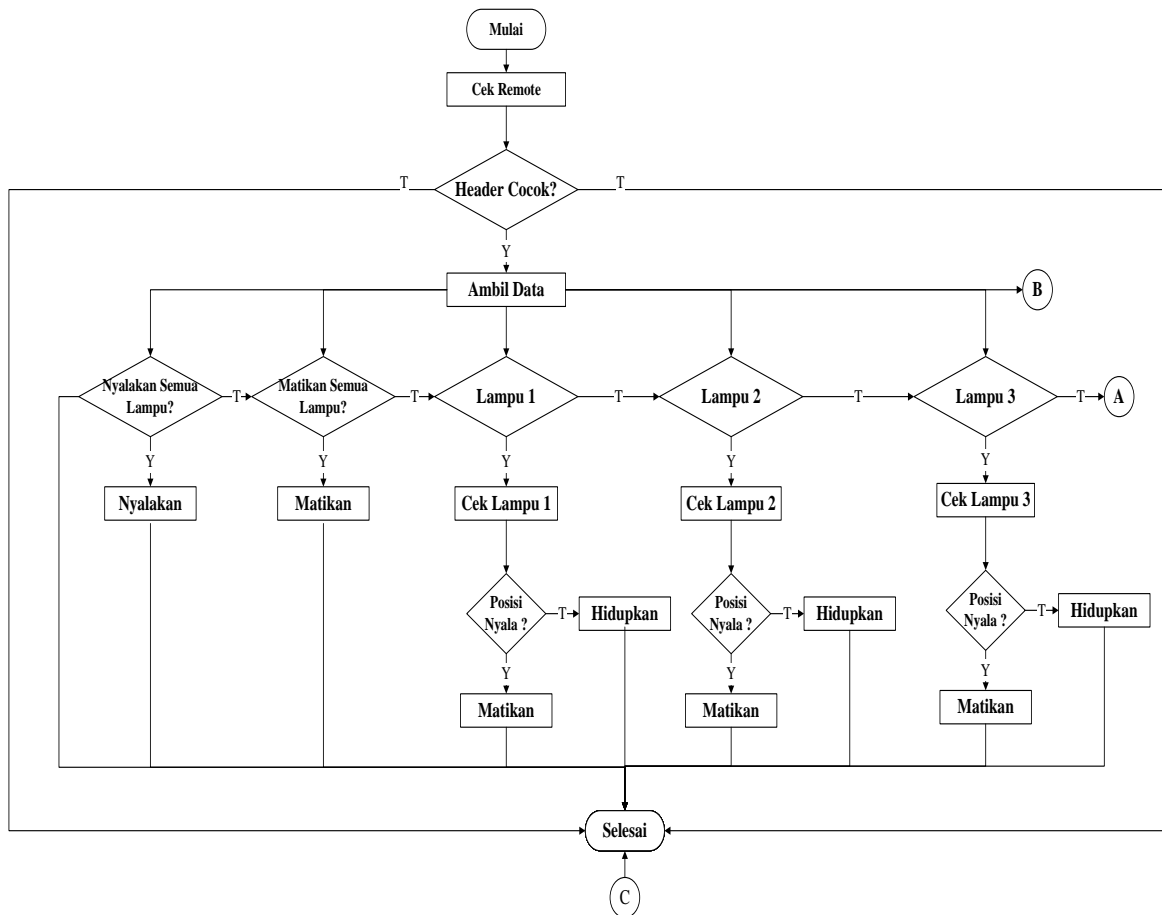 Mulai
Cek Remote
T
Header Cocok?
T
Y
Ambil Data
B
Nyalakan Semua
Lampu?
T
Matikan Semua
Lampu?
T
Lampu 1
T
Lampu 2
T
Lampu 3
T
A
Y
Y
Y
Y
Y
Nyalakan
Matikan
Cek Lampu 1
Cek Lampu 2
Cek Lampu 3
Posisi
Nyala ?
T
Hidupkan
Posisi
Nyala ?
T
Hidupkan
Posisi
Nyala ?
T
Hidupkan
Y
Y
Y
Matikan
Matikan
Matikan
Selesai
C